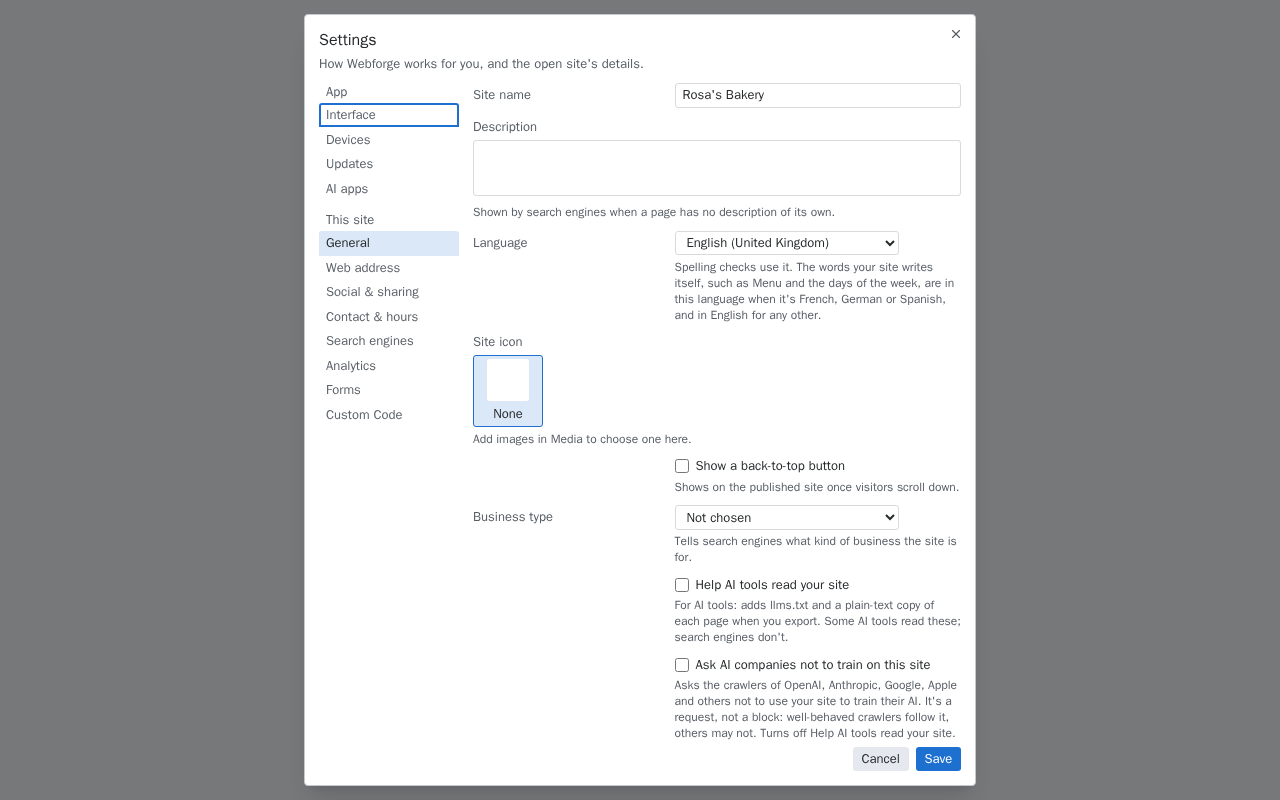 Settings
How Webforge works for you, and the open site's details.
App
Interface
Devices
Updates
AI apps
This site
General
Web address
Social & sharing
Contact & hours
Search engines
Analytics
Forms
Custom Code
Site name
Rosa's Bakery
Description
Shown by search engines when a page has no description of its own.
Language
English (United Kingdom)
Spelling checks use it. The words your site writes
itself, such as Menu and the days of the week, are in
this language when it's French, German or Spanish,
and in English for any other.
Site icon
None
Add images in Media to choose one here.
Show a back-to-top button
Shows on the published site once visitors scroll down.
Business type
Not chosen
Tells search engines what kind of business the site is
for.
Help AI tools read your site
For AI tools: adds llms.txt and a plain-text copy of
each page when you export. Some AI tools read these;
search engines don't.
Ask AI companies not to train on this site
Asks the crawlers of OpenAI, Anthropic, Google, Apple
and others not to use your site to train their AI. It's a
request, not a block: well-behaved crawlers follow it,
others may not. Turns off Help AI tools read your site.
Cancel
Save